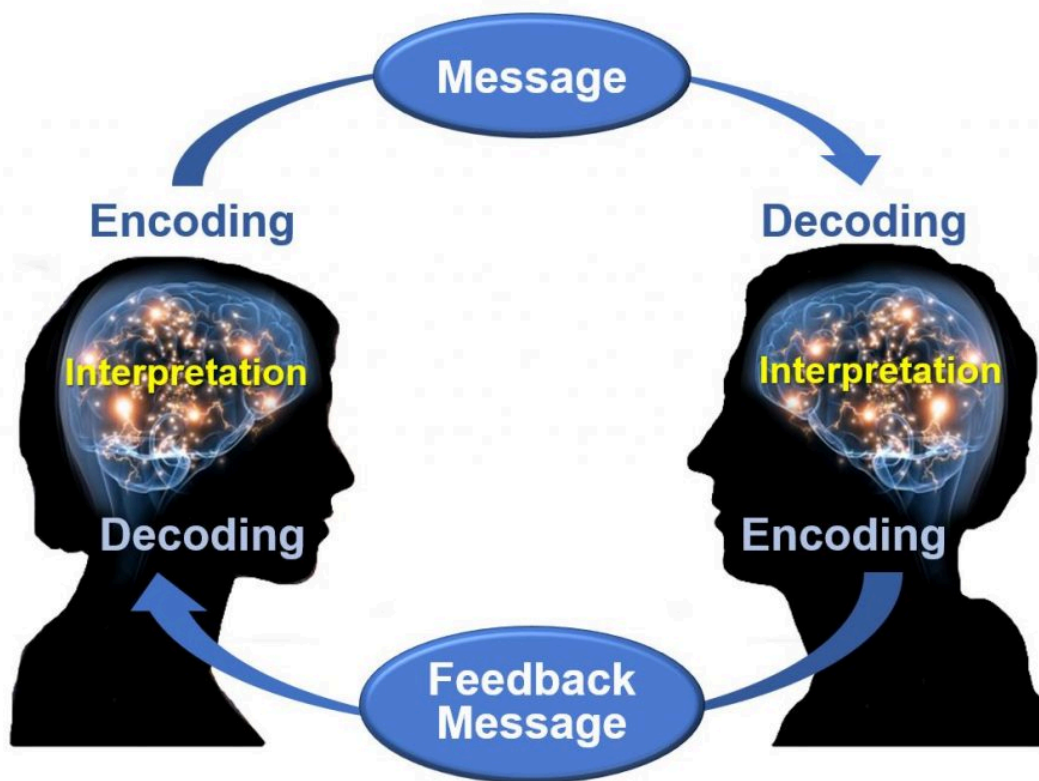 Message
Encoding
Decoding
Interpretation
Interpretation
Decoding
Encoding
Feedback
Message